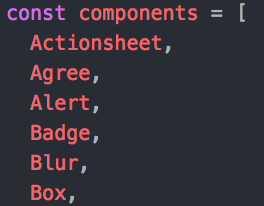 const components = [
Actionsheet,
Agree,
Alert,
Badge,
Blur,
Box,